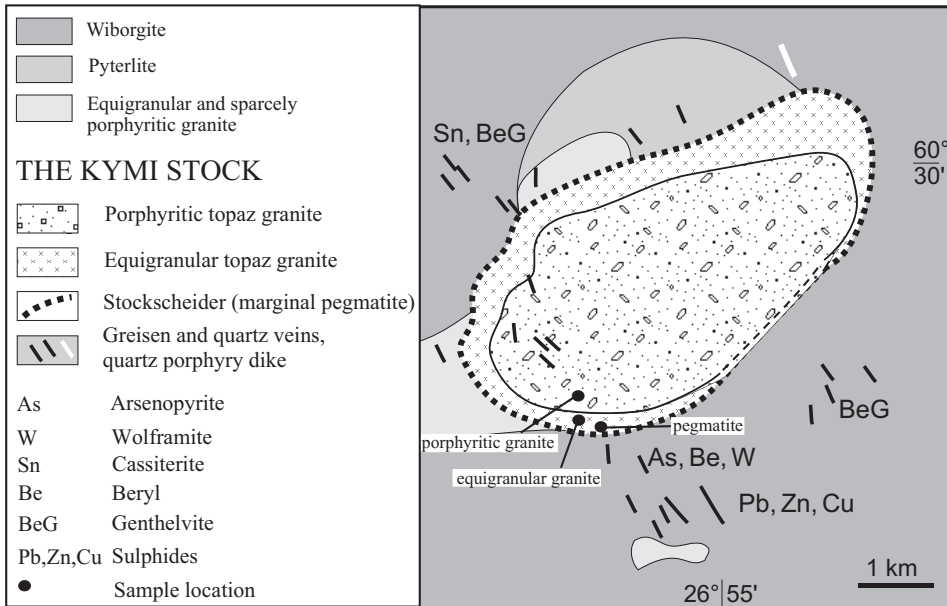 Wiborgite
Pyterlite
Equigranular and sparcely
porphyritic granite
THE KYMI STOCK
Porphyritic topaz granite
Equigranular topaz granite
Stockscheider (marginal pegmatite)
Greisen and quartz veins,
quartz porphyry dike
As Arsenopyrite
W Wolframite
Sn Cassiterite
Be Beryl
BeG Genthelvite
Pb,Zn,Cu Sulphides
Sample location
Sn, BeG
60°
30'
BeG
pegmatite
porphyritic granite
As, Be, W
equigranular granite
Pb, Zn, Cu
1 km
26° 55'